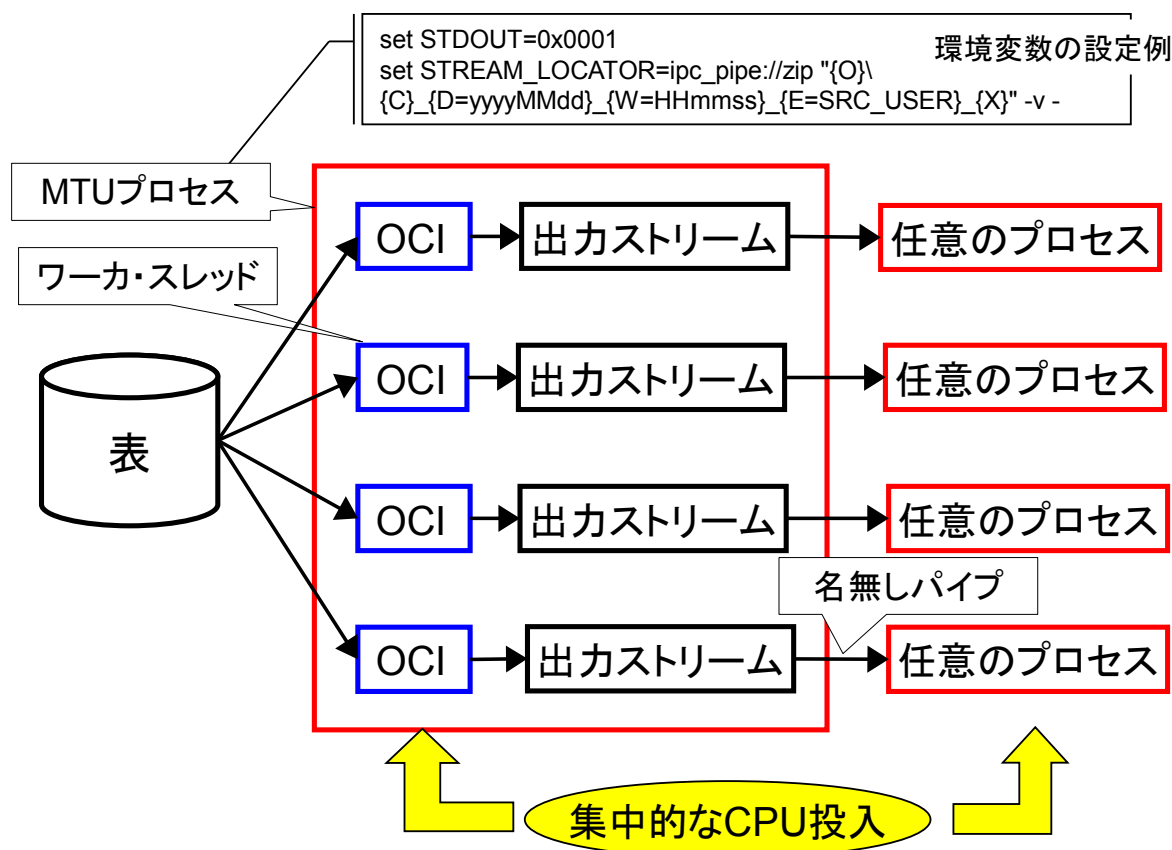 set STDOUT=0x0001
環境変数の設定例
set STREAM_LOCATOR=ipc_pipe://zip "{O}\
{C}_{D=yyyyMMdd}_{W=HHmmss}_{E=SRC_USER}_{X}" -v -
MTUプロセス
OCI
出力ストリーム
任意のプロセス
ワーカ・スレッド
OCI
出力ストリーム
任意のプロセス
表
OCI
出力ストリーム
任意のプロセス
名無しパイプ
OCI
出力ストリーム
任意のプロセス
集中的なCPU投入